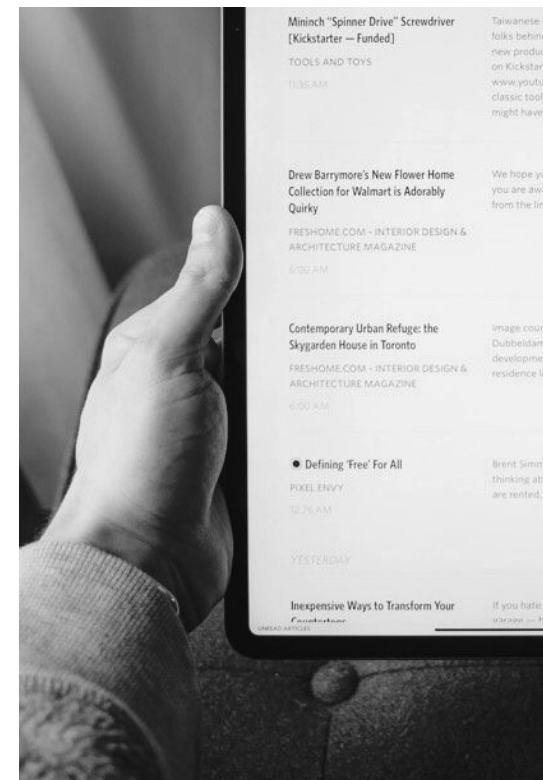 Mininch “Spinner Drive” Screwdriver
[Kickstarter — Funded]
TOOLS AND TOYS
11:35 AM
Taiwanese
folks behin
new produ
on Kickstar
www.youtu
classic tool
might have
Drew Barrymore's New Flower Home
Collection for Walmart is Adorably
Quirky
FRESHOME.COM - INTERIOR DESIGN &
ARCHITECTURE MAGAZINE
6:00 AM
We hope yo
you are awa
from the lin
Contemporary Urban Refuge: the
Skygarden House in Toronto
FRESHOME.COM - INTERIOR DESIGN &
ARCHITECTURE MAGAZINE
6:00 AM
Image cour
Dubbeldam
developme
residence l
Defining ‘Free’ For All
PIXEL ENVY
12:26 AM
Brent Simm
thinking ab
are rented,
YESTERDAY
Inexpensive Ways to Transform Your
Countertops
If you hate
UNREAD ARTICLES